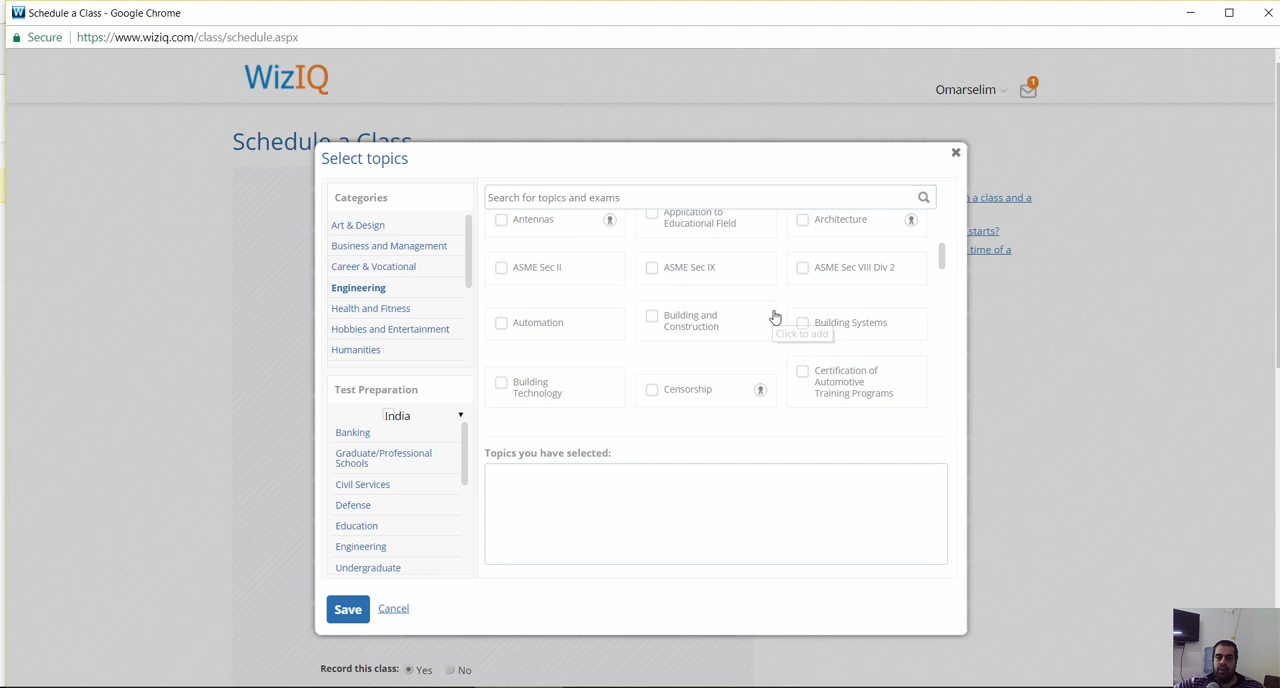 Schedule a Class - Google Chrome
Secure | https://www.wiziq.com/class/schedule.aspx
WizIQ
Omarselim
1
Schedule a Class
Select topics
Categories
Art & Design
Business and Management
Career & Vocational
Engineering
Health and Fitness
Hobbies and Entertainment
Humanities
Test Preparation
India
Banking
Graduate/Professional
Schools
Civil Services
Defense
Education
Engineering
Undergraduate
Search for topics and exams
Antennas
Application to
Educational Field
Architecture
ASME Sec II
ASME Sec IX
ASME Sec VIII Div 2
Automation
Building and
Construction
Building Systems
Click to add
Building
Technology
Censorship
Certification of
Automotive
Training Programs
Topics you have selected:
Save
Cancel
a class and a
starts?
time of a
Record this class: Yes No